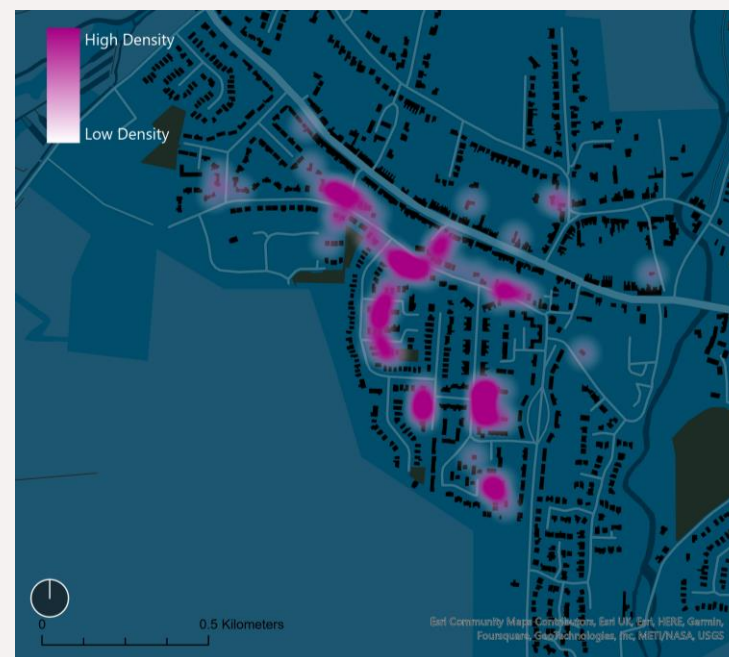 High Density
Low Density
0
0.5 Kilometers
Esri Community Maps Contributors, Esri UK, Esri, HERE, Garmin,
Foursquare, GeoTechnologies, Inc, METI/NASA, USGS